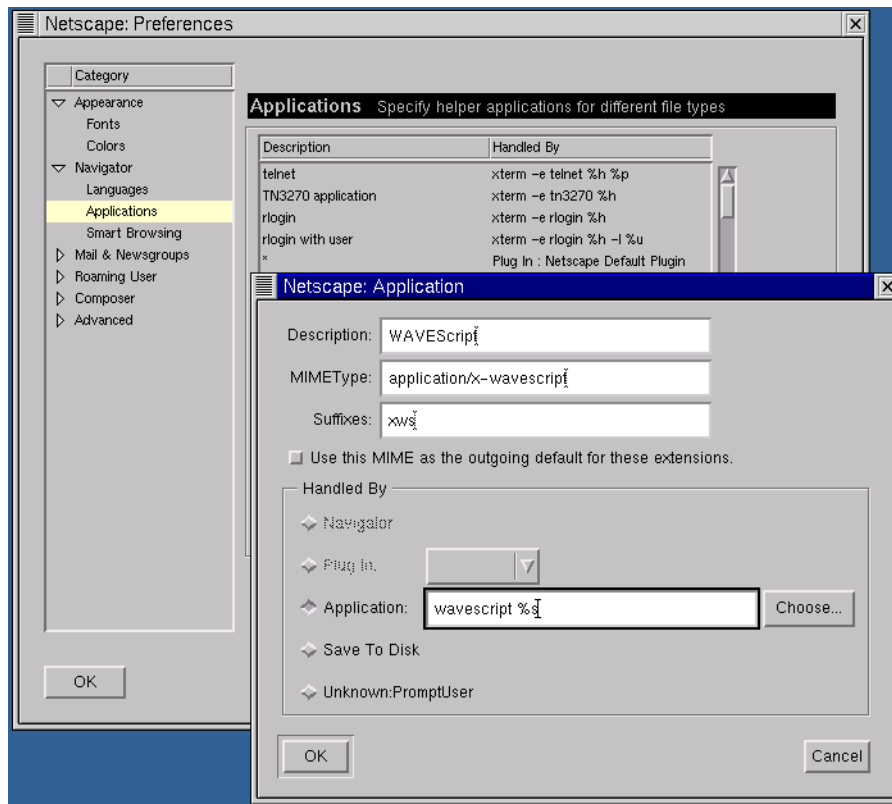 Netscape: Preferences
Category
Appearance
Fonts
Colors
Navigator
Languages
Applications
Smart Browsing
Mail & Newsgroups
Roaming User
Composer
Advanced
Applications Specify helper applications for different file types
Description Handled By
telnet xterm -e telnet %h %p
TN3270 application xterm -e tn3270 %h
rlogin xterm -e rlogin %h
rlogin with user xterm -e rlogin %h -l %u
* Plug In : Netscape Default Plugin
OK
Netscape: Application
Description: WAVEScript
MIMEType: application/x-wavescript
Suffixes: xws
Use this MIME as the outgoing default for these extensions.
Handled By
Navigator
Plug In:
Application: wavescript %s Choose...
Save To Disk
Unknown:PromptUser
OK Cancel